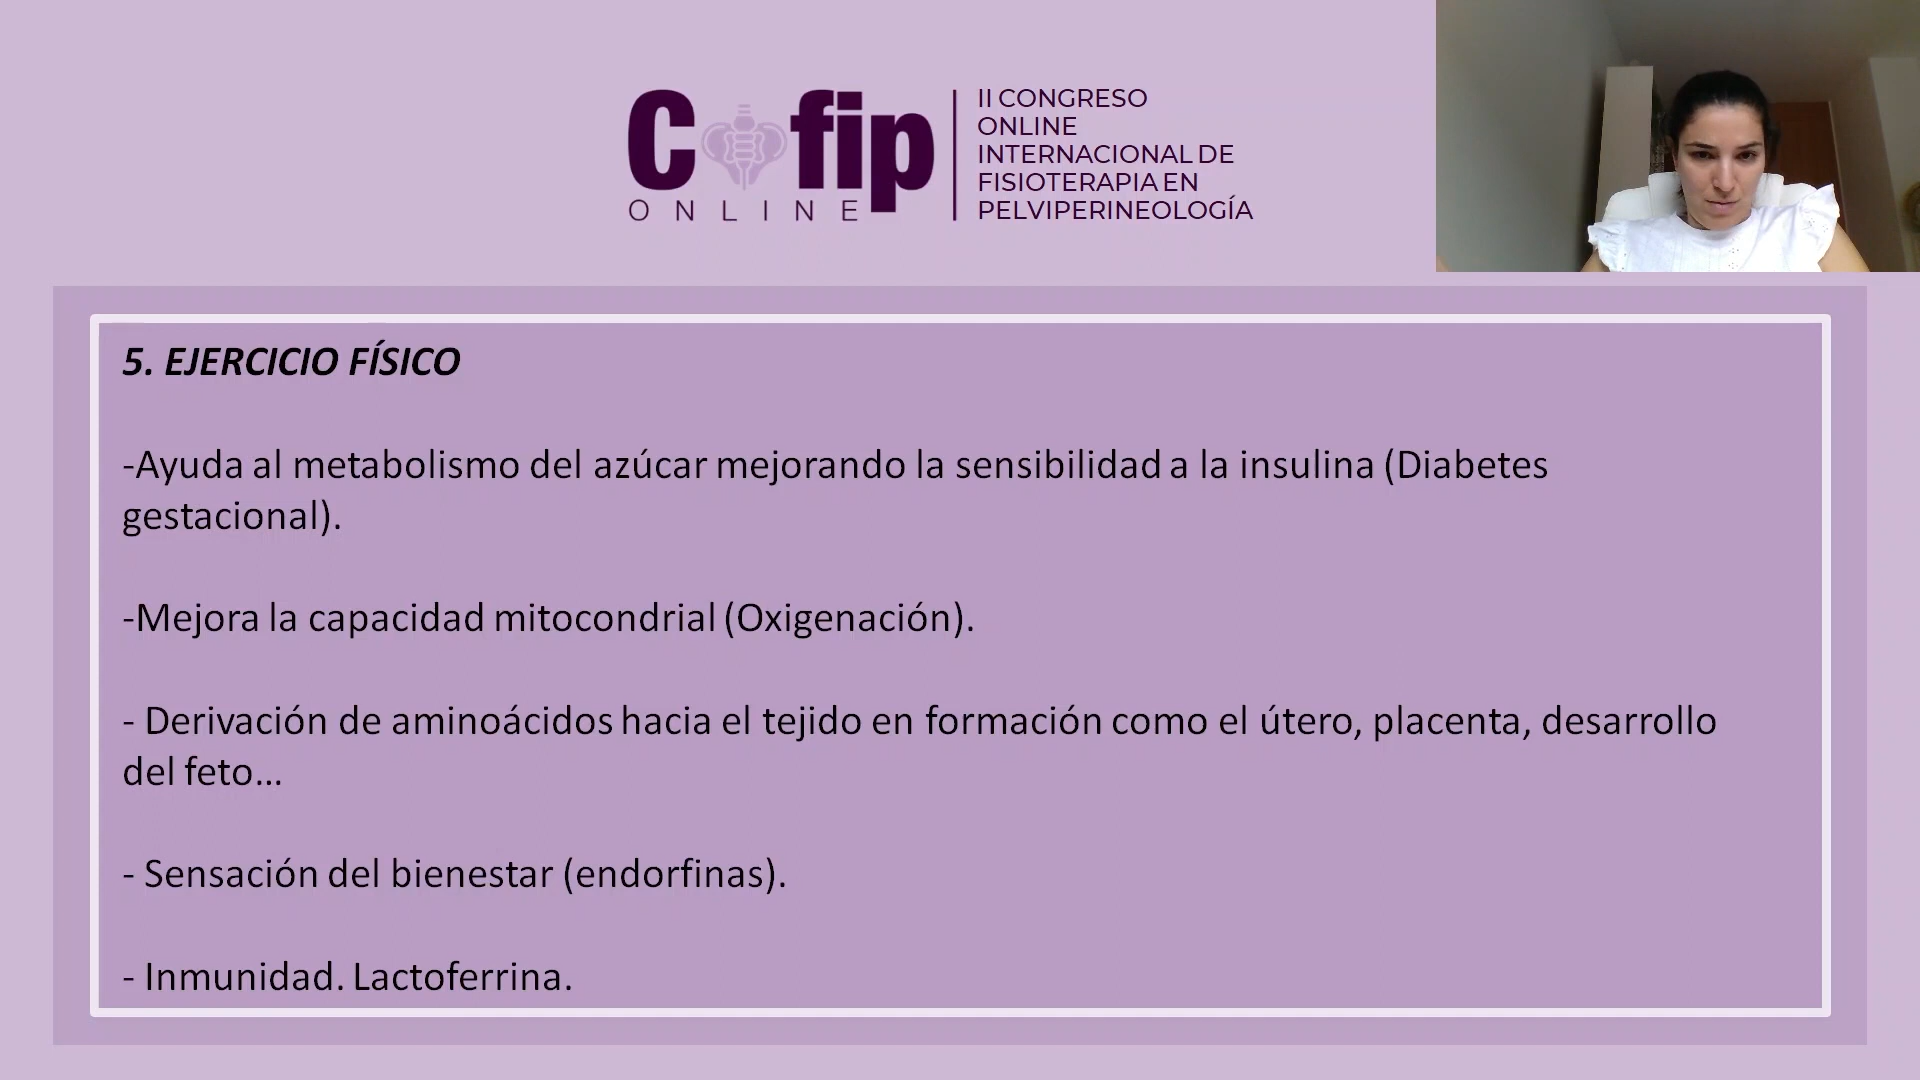 Cofip
ONLINE
II CONGRESO
ONLINE
INTERNACIONAL DE
FISIOTERAPIA EN
PELVIPERINEOLOGÍA
5. EJERCICIO FÍSICO
-Ayuda al metabolismo del azúcar mejorando la sensibilidad a la insulina (Diabetes
gestacional).
-Mejora la capacidad mitocondrial (Oxigenación).
- Derivación de aminoácidos hacia el tejido en formación como el útero, placenta, desarrollo
del feto…
- Sensación del bienestar (endorfinas).
- Inmunidad. Lactoferrina.